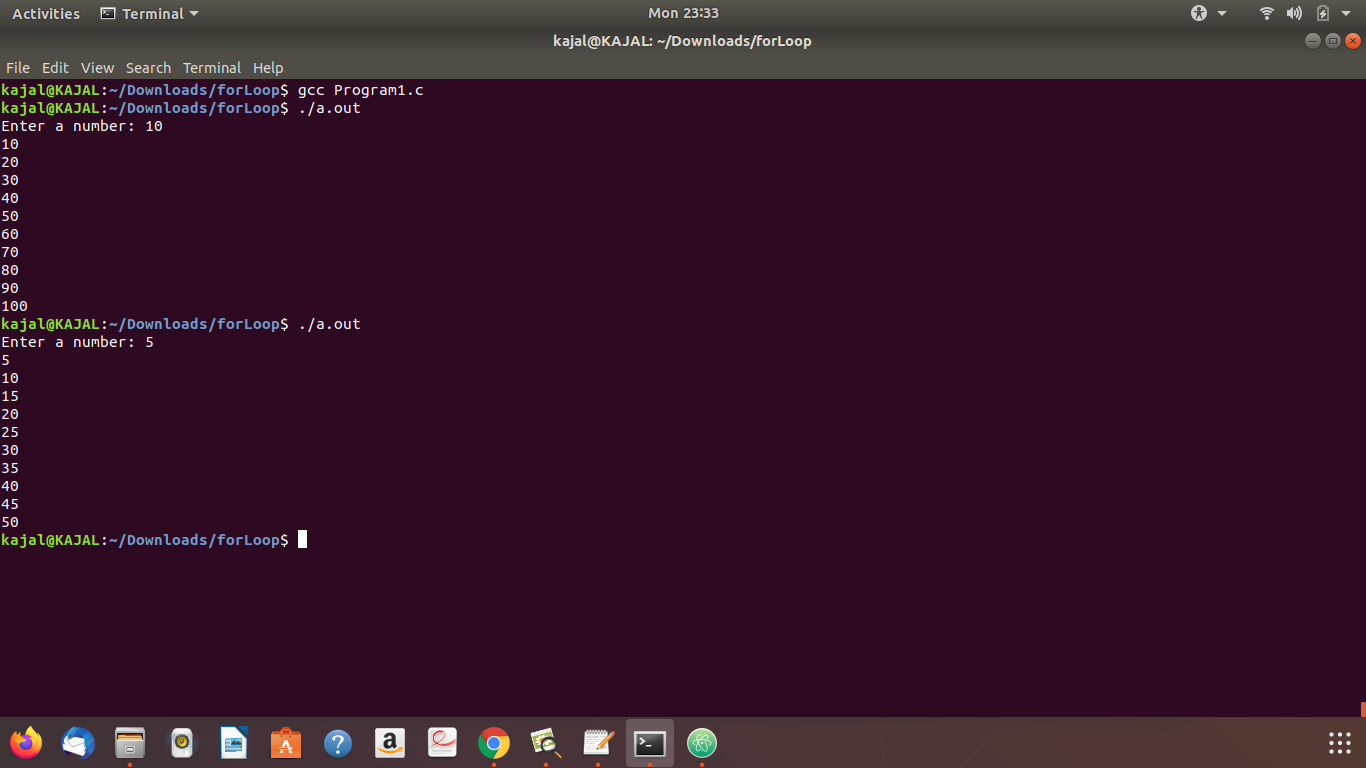 Activities Terminal Mon 23:33
kajal@KAJAL: ~/Downloads/forLoop
File Edit View Search Terminal Help
kajal@KAJAL:~/Downloads/forLoop$ gcc Program1.c
kajal@KAJAL:~/Downloads/forLoop$ ./a.out
Enter a number: 10
10
20
30
40
50
60
70
80
90
100
kajal@KAJAL:~/Downloads/forLoop$ ./a.out
Enter a number: 5
5
10
15
20
25
30
35
40
45
50
kajal@KAJAL:~/Downloads/forLoop$